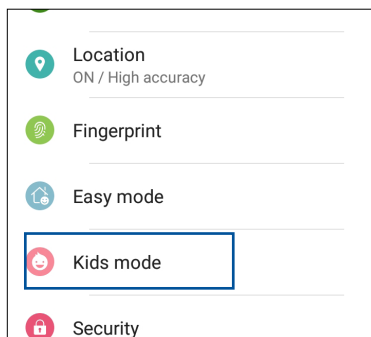 Location
ON / High accuracy
Fingerprint
Easy mode
Kids mode
Security